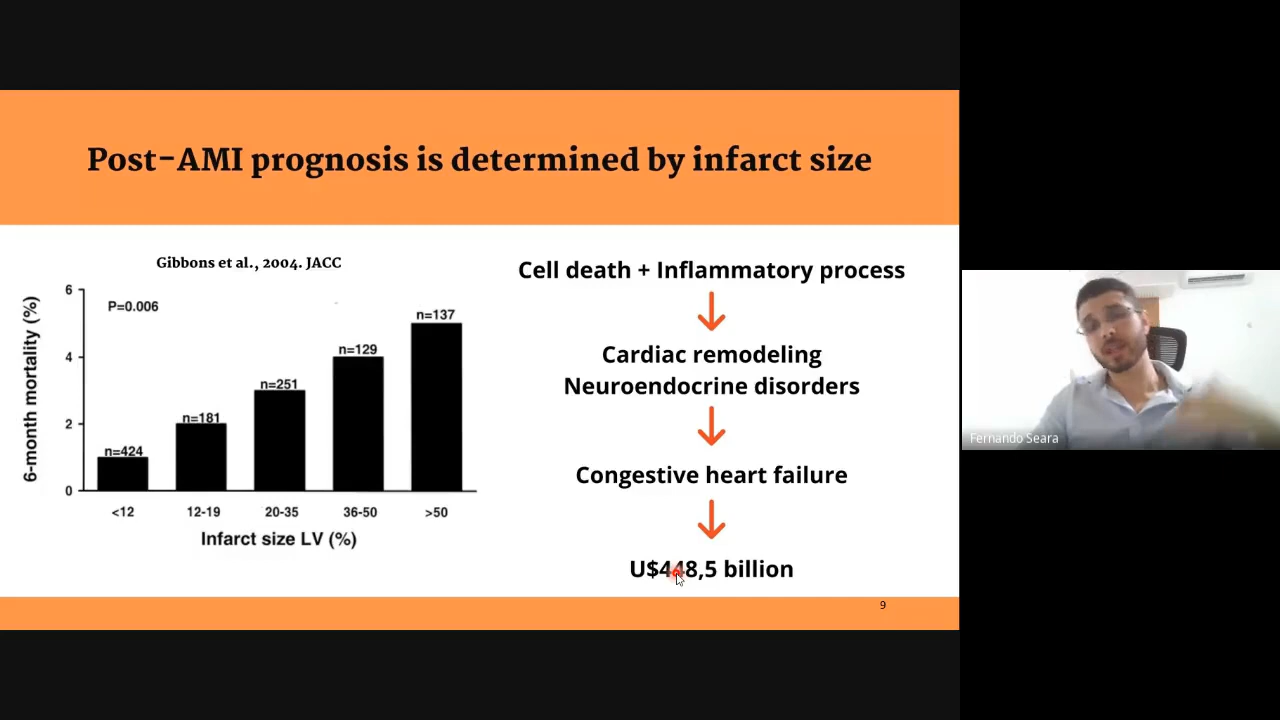 Post-AMI prognosis is determined by infarct size
Gibbons et al., 2004. JACC
6-month mortality (%)
6
4
2
0
P=0.006
n=424
n=181
n=251
n=129
n=137
<12
12-19
20-35
36-50
>50
Infarct size LV (%)
Cell death + Inflammatory process
Cardiac remodeling
Neuroendocrine disorders
Congestive heart failure
U$448,5 billion
9
Fernando Seara